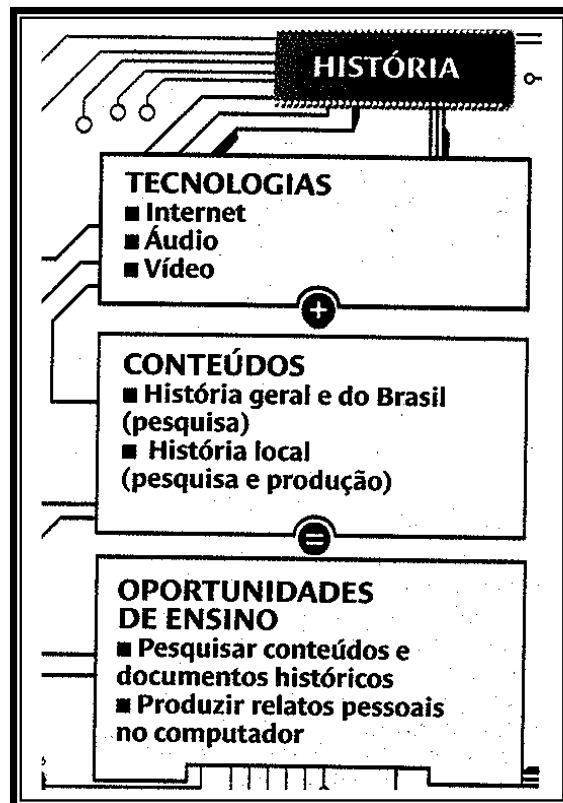 HISTÓRIA
TECNOLOGIAS
■ Internet
■ Áudio
■ Vídeo
+
CONTEÚDOS
■ História geral e do Brasil
(pesquisa)
■ História local
(pesquisa e produção)
=
OPORTUNIDADES
DE ENSINO
■ Pesquisar conteúdos e
documentos históricos
■ Produzir relatos pessoais
no computador